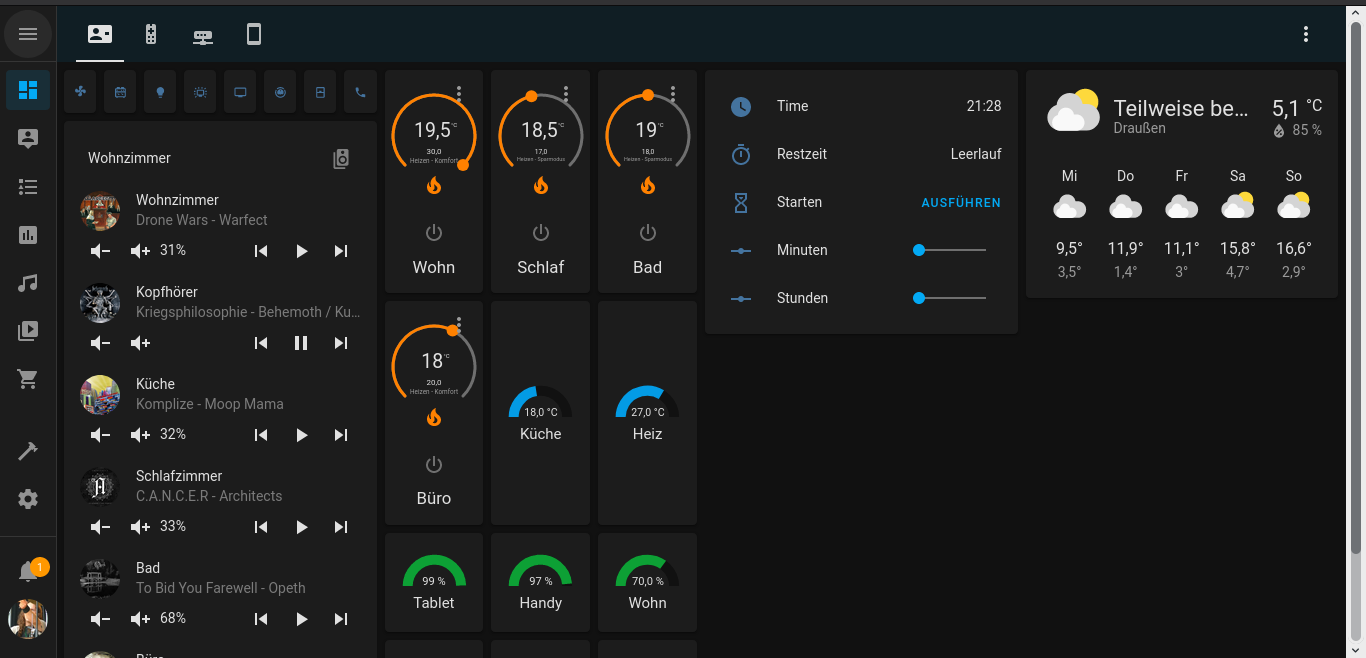 Wohnzimmer
Wohnzimmer
Drone Wars - Warfect
31%
Kopfhörer
Kriegsphilosophie - Behemoth / Ku...
Küche
Komplize - Moop Mama
32%
Schlafzimmer
C.A.N.C.E.R - Architects
33%
Bad
To Bid You Farewell - Opeth
68%
1
19,5 °C
30,0
Heizen - Komfort
Wohn
18,5 °C
17,0
Heizen - Sparmodus
Schlaf
19 °C
18,0
Heizen - Sparmodus
Bad
18 °C
20,0
Heizen - Komfort
Büro
18,0 °C
Küche
27,0 °C
Heiz
99 %
Tablet
97 %
Handy
70,0 %
Wohn
Time 21:28
Restzeit Leerlauf
Starten AUSFÜHREN
Minuten
Stunden
Teilweise be... 5,1 °C
Draußen 85 %
Mi Do Fr Sa So
9,5° 11,9° 11,1° 15,8° 16,6°
3,5° 1,4° 3° 4,7° 2,9°